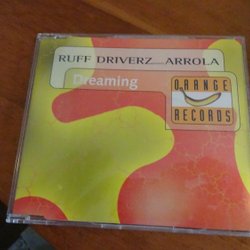 RUFF DRIVERZ ARROLA
Dreaming
ORANGE
RECORDS